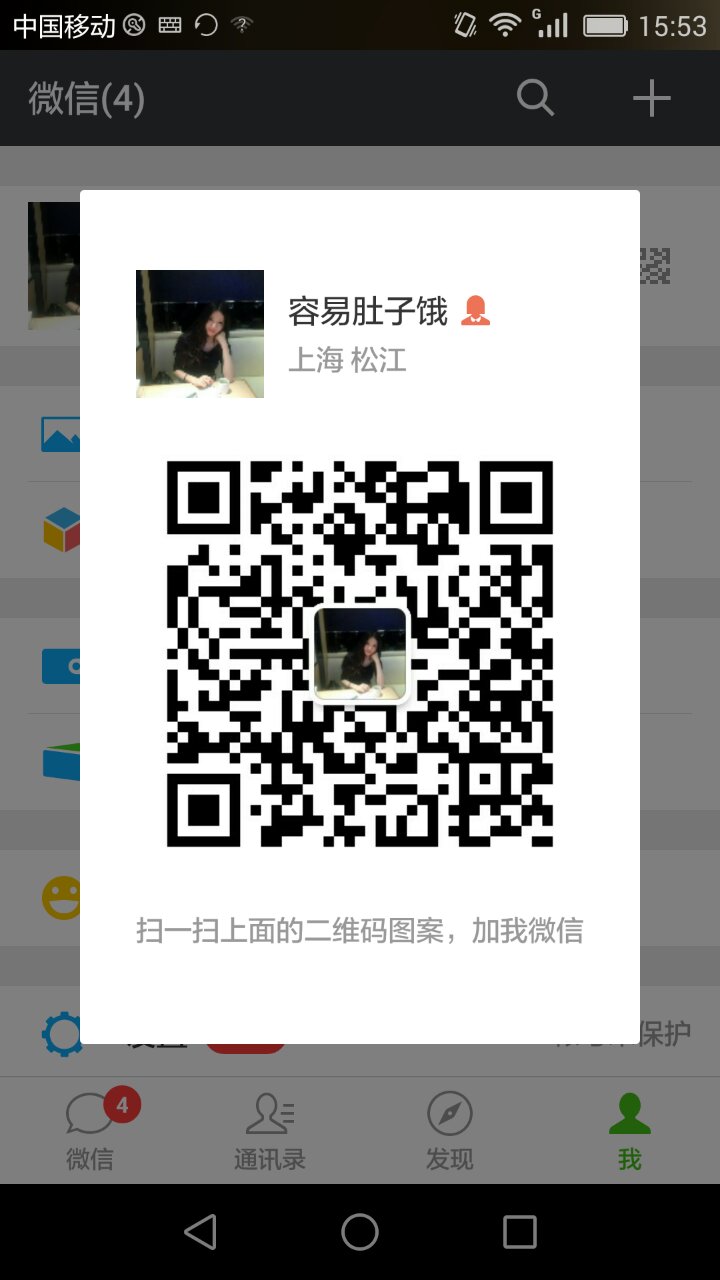 中国移动
15:53
微信(4)
容易肚子饿
上海 松江
扫一扫上面的二维码图案，加我微信
设置
保护
4
微信
通讯录
发现
我